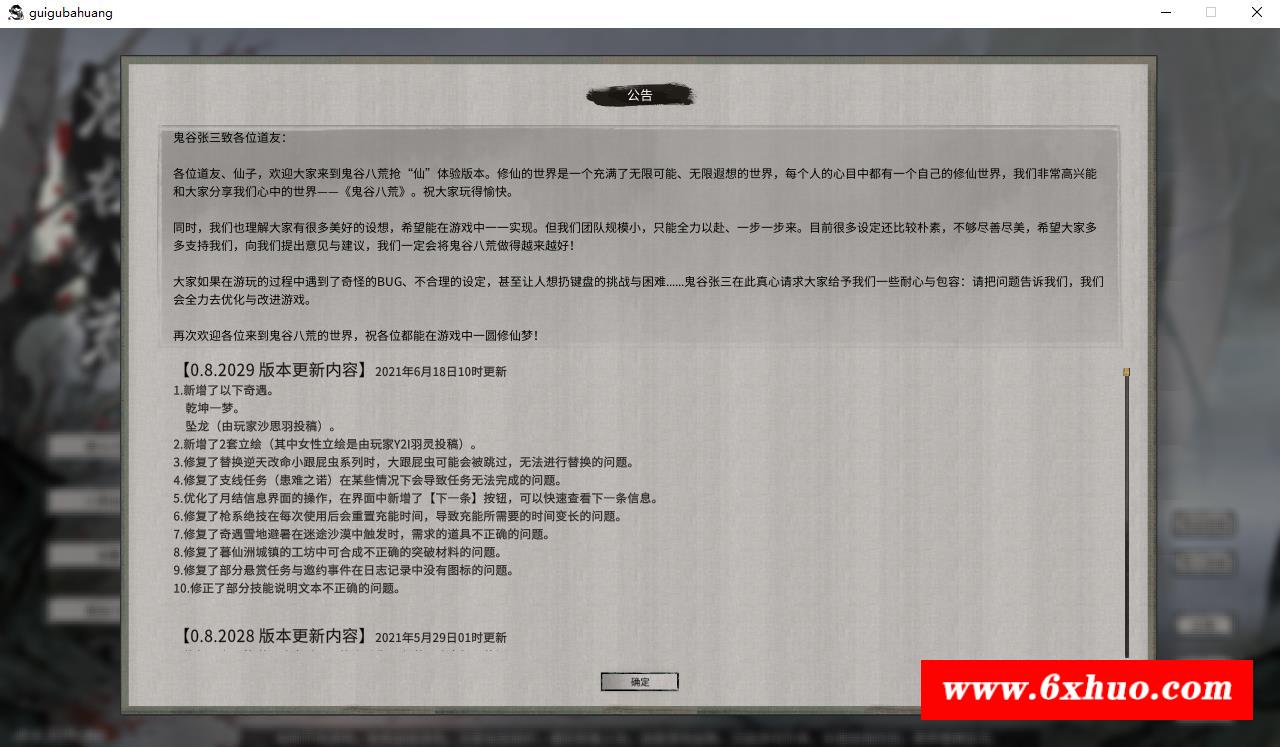 guigubahuang
公告
鬼谷张三致各位道友：
各位道友、仙子，欢迎大家来到鬼谷八荒抢“仙”体验版本。修仙的世界是一个充满了无限可能、无限遐想的世界，每个人的心目中都有一个自己的修仙世界，我们非常高兴能
和大家分享我们心中的世界——《鬼谷八荒》。祝大家玩得愉快。
同时，我们也理解大家有很多美好的设想，希望能在游戏中一一实现。但我们团队规模小，只能全力以赴、一步一步来。目前很多设定还比较朴素，不够尽善尽美，希望大家多
多支持我们，向我们提出意见与建议，我们一定会将鬼谷八荒做得越来越好！
大家如果在游玩的过程中遇到了奇怪的BUG、不合理的设定，甚至让人想扔键盘的挑战与困难......鬼谷张三在此真心请求大家给予我们一些耐心与包容：请把问题告诉我们，我们
会全力去优化与改进游戏。
再次欢迎各位来到鬼谷八荒的世界，祝各位都能在游戏中一圆修仙梦！
【0.8.2029 版本更新内容】2021年6月18日10时更新
1.新增了以下奇遇。
乾坤一梦。
坠龙（由玩家沙思羽投稿）。
2.新增了2套立绘（其中女性立绘是由玩家Y2I羽灵投稿）。
3.修复了替换逆天改命小跟屁虫系列时，大跟屁虫可能会被跳过，无法进行替换的问题。
4.修复了支线任务（患难之诺）在某些情况下会导致任务无法完成的问题。
5.优化了月结信息界面的操作，在界面中新增了【下一条】按钮，可以快速查看下一条信息。
6.修复了枪系绝技在每次使用后会重置充能时间，导致充能所需要的时间变长的问题。
7.修复了奇遇雪地避暑在迷途沙漠中触发时，需求的道具不正确的问题。
8.修复了暮仙洲城镇的工坊中可合成不正确的突破材料的问题。
9.修复了部分悬赏任务与邀约事件在日志记录中没有图标的问题。
10.修正了部分技能说明文本不正确的问题。
【0.8.2028 版本更新内容】2021年5月29日01时更新
确定
www.6xhuo.com